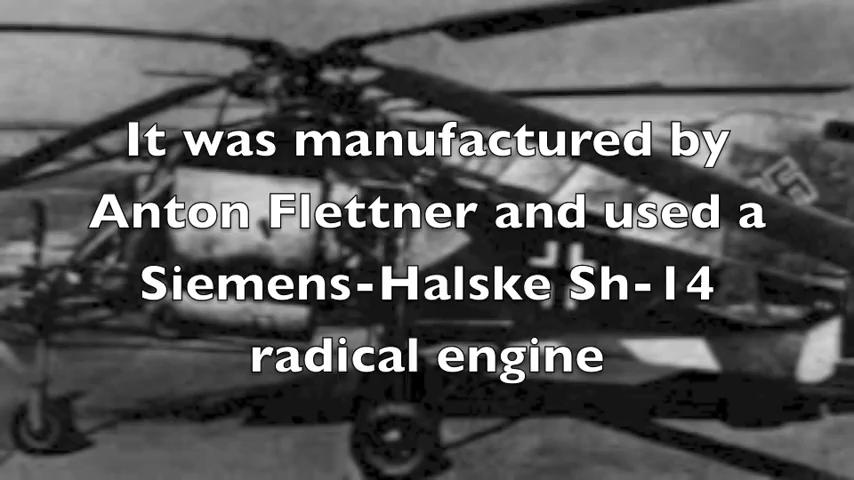 It was manufactured by
Anton Flettner and used a
Siemens-Halske Sh-14
radical engine